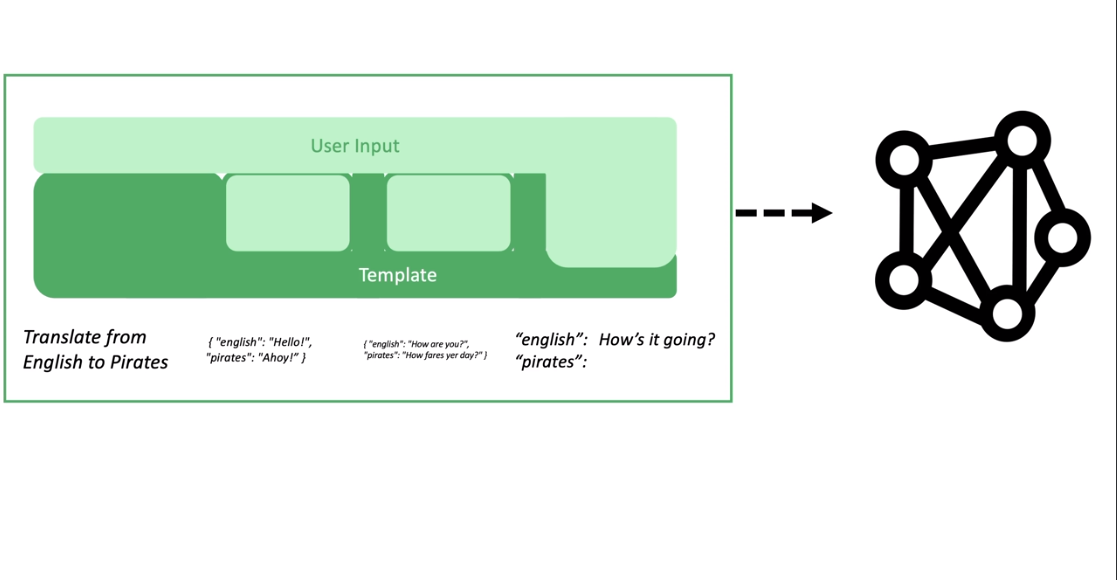 User Input
Template
Translate from
English to Pirates
{ "english": "Hello!",
"pirates": "Ahoy!” }
{ "english": "How are you?",
"pirates": "How fares yer day?" }
“english”:  How’s it going?
“pirates”: